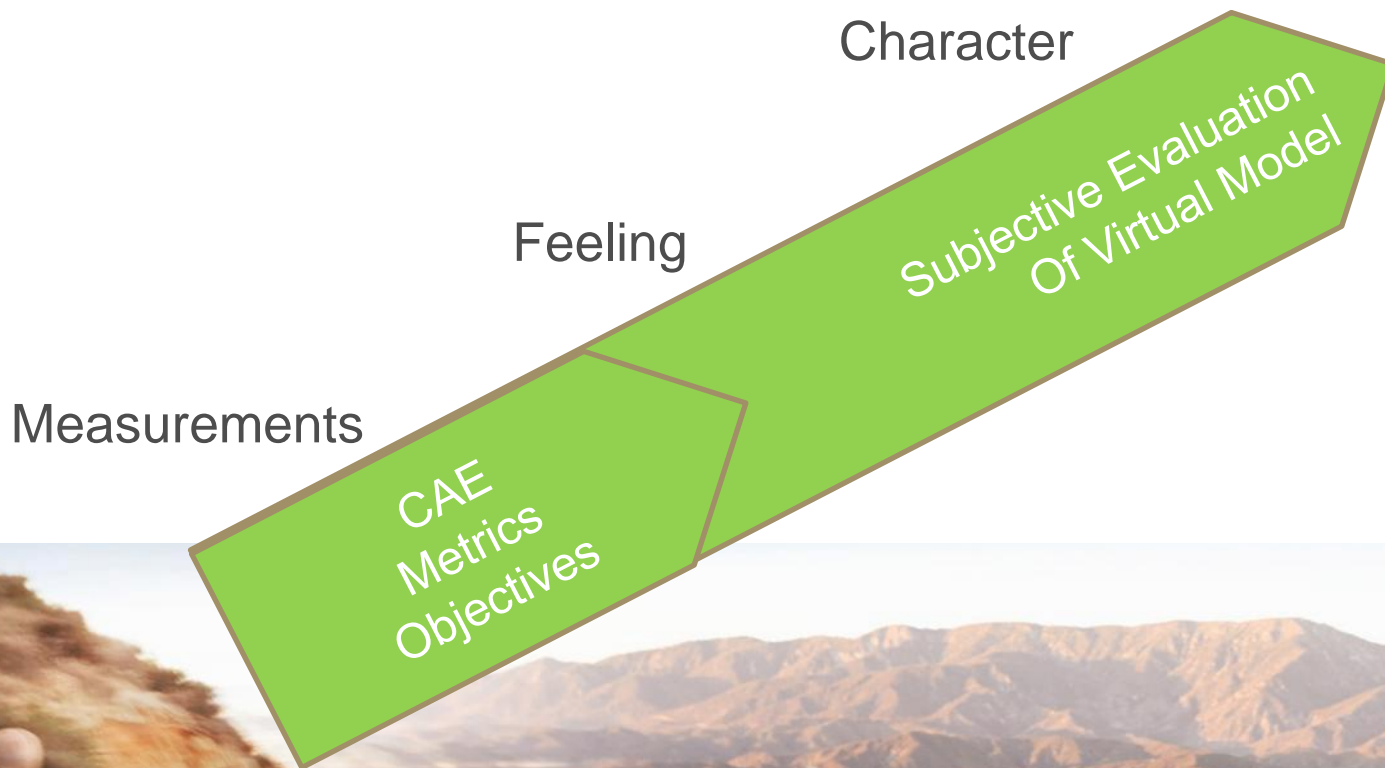 Character
Subjective Evaluation
Of Virtual Model
Feeling
Measurements
CAE
Metrics
Objectives